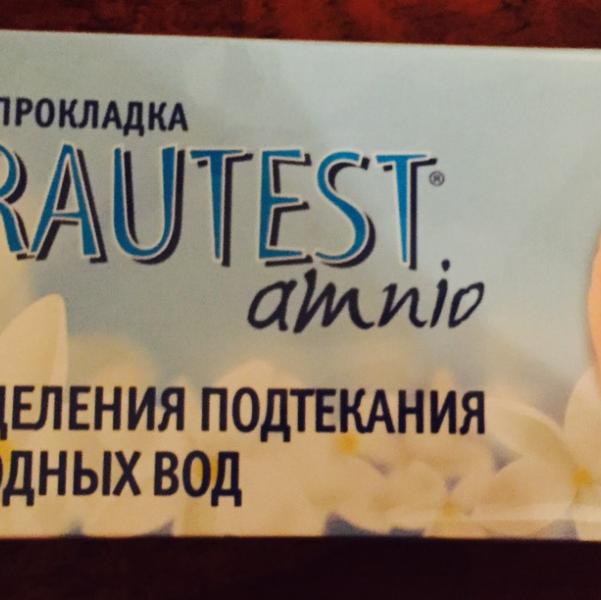 ПРОКЛАДКА
RAUTEST®
amnio
ДЕЛЕНИЯ ПОДТЕКАНИЯ
ОДНЫХ ВОД